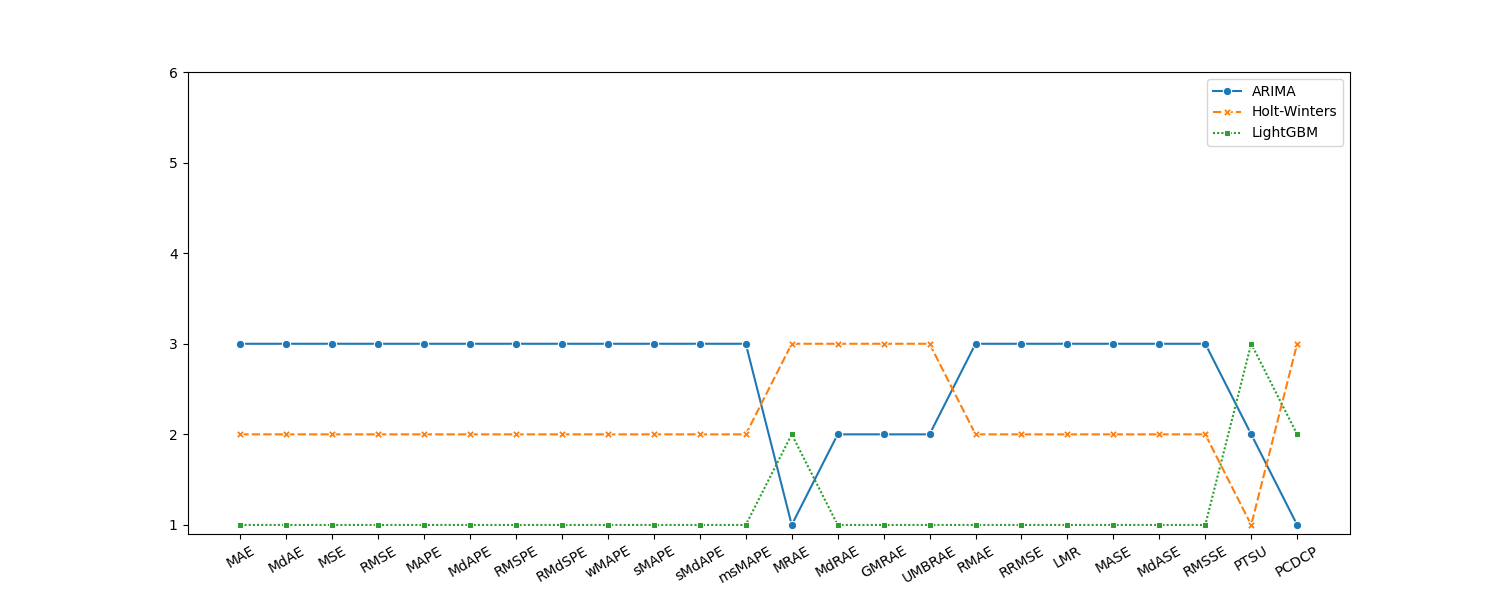 6
5
4
3
2
1
ARIMA
Holt-Winters
LightGBM
MAE MdAE MSE RMSE MAPE MdAPE RMSPE RMdSPE wMAPE sMAPE sMdAPE msMAPE MRAE MdRAE GMRAE UMBRAE RMAE RRMSE LMR MASE MdASE RMSSE PTSU PCDCP